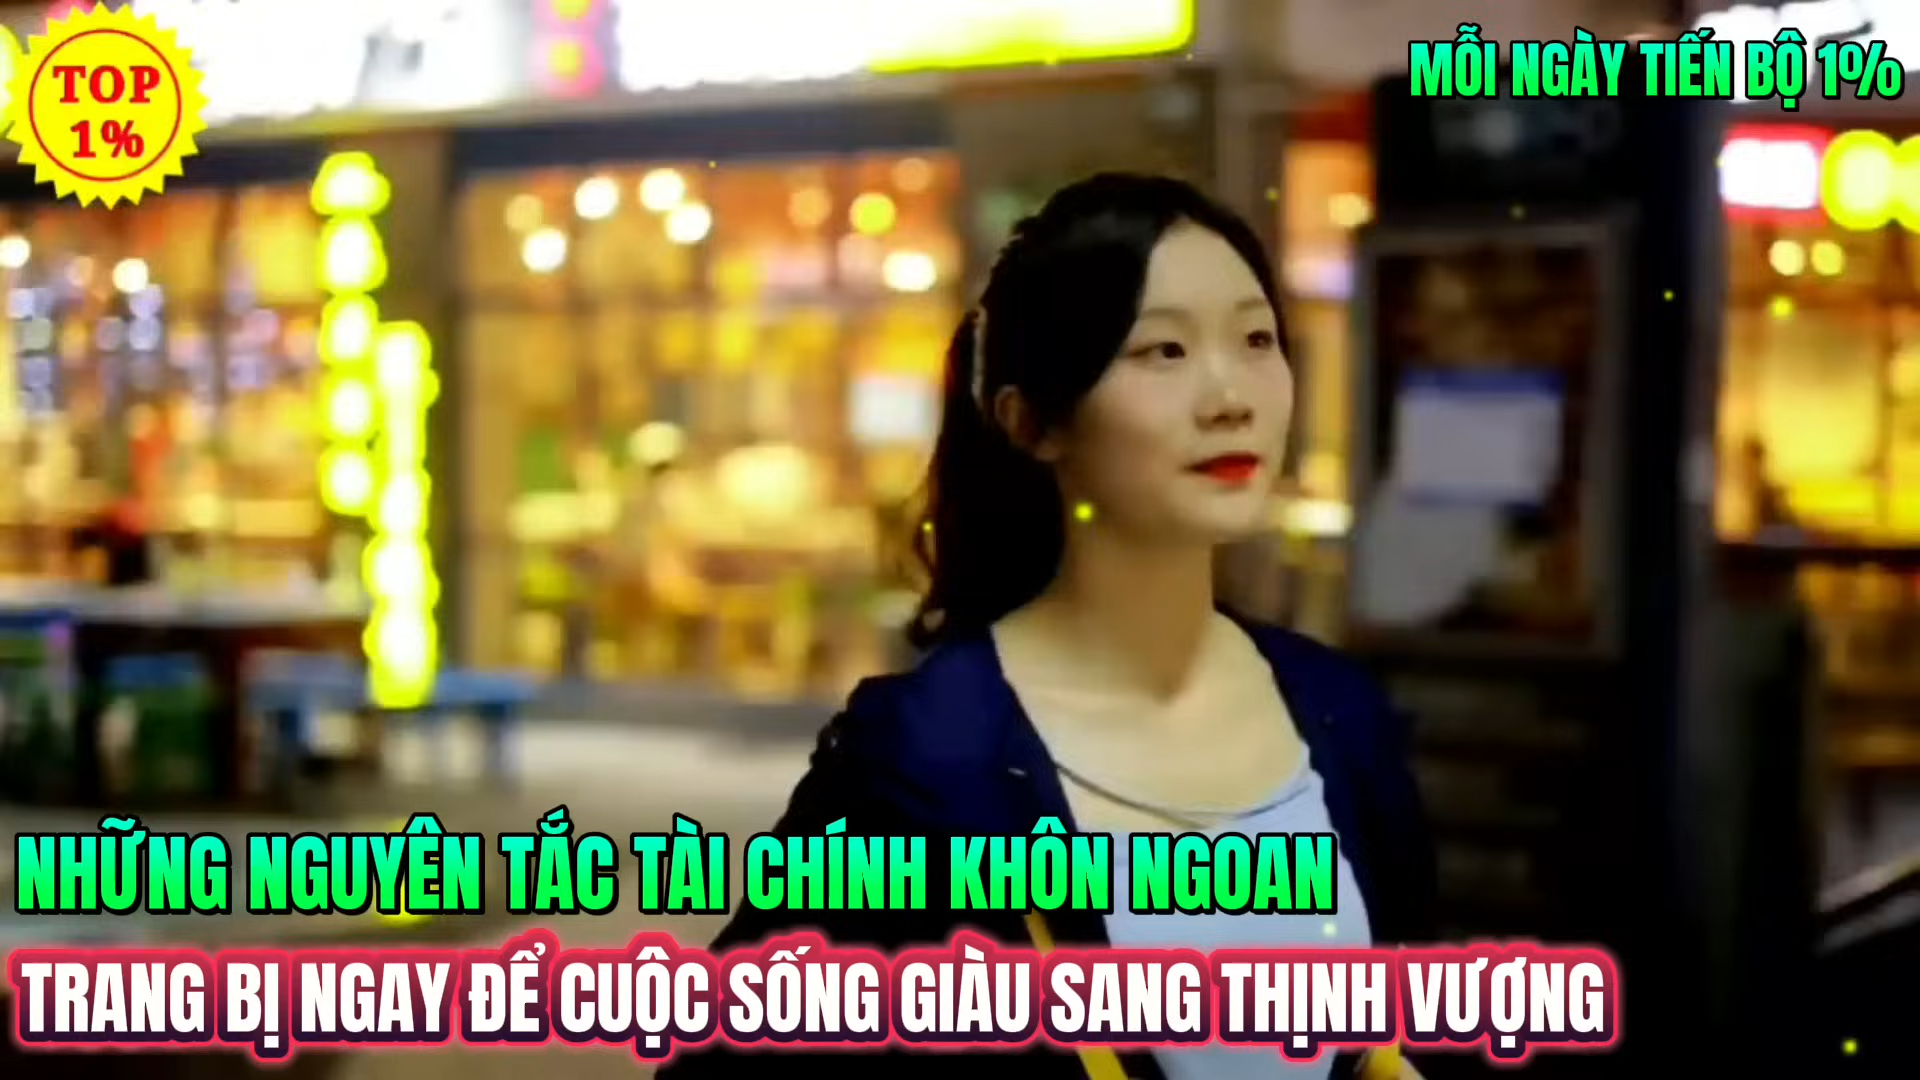 TOP
1%
MỖI NGÀY TIẾN BỘ 1%
NHỮNG NGUYÊN TẮC TÀI CHÍNH KHÔN NGOAN
TRANG BỊ NGAY ĐỂ CUỘC SỐNG GIÀU SANG THỊNH VƯỢNG